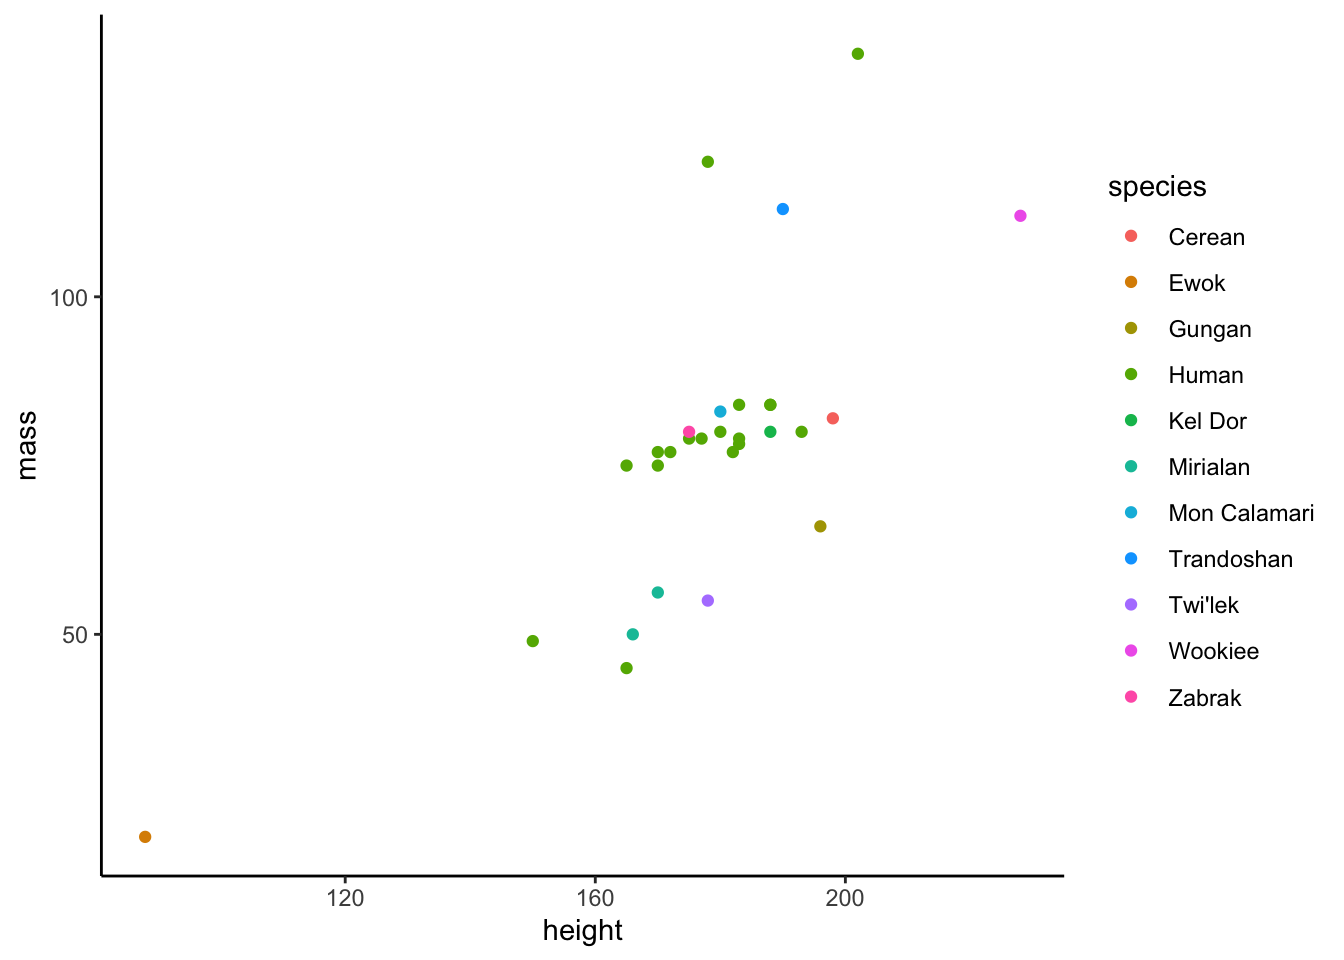 mass
100
50
120
160
200
height
species
Cerean
Ewok
Gungan
Human
Kel Dor
Mirialan
Mon Calamari
Trandoshan
Twi'lek
Wookiee
Zabrak